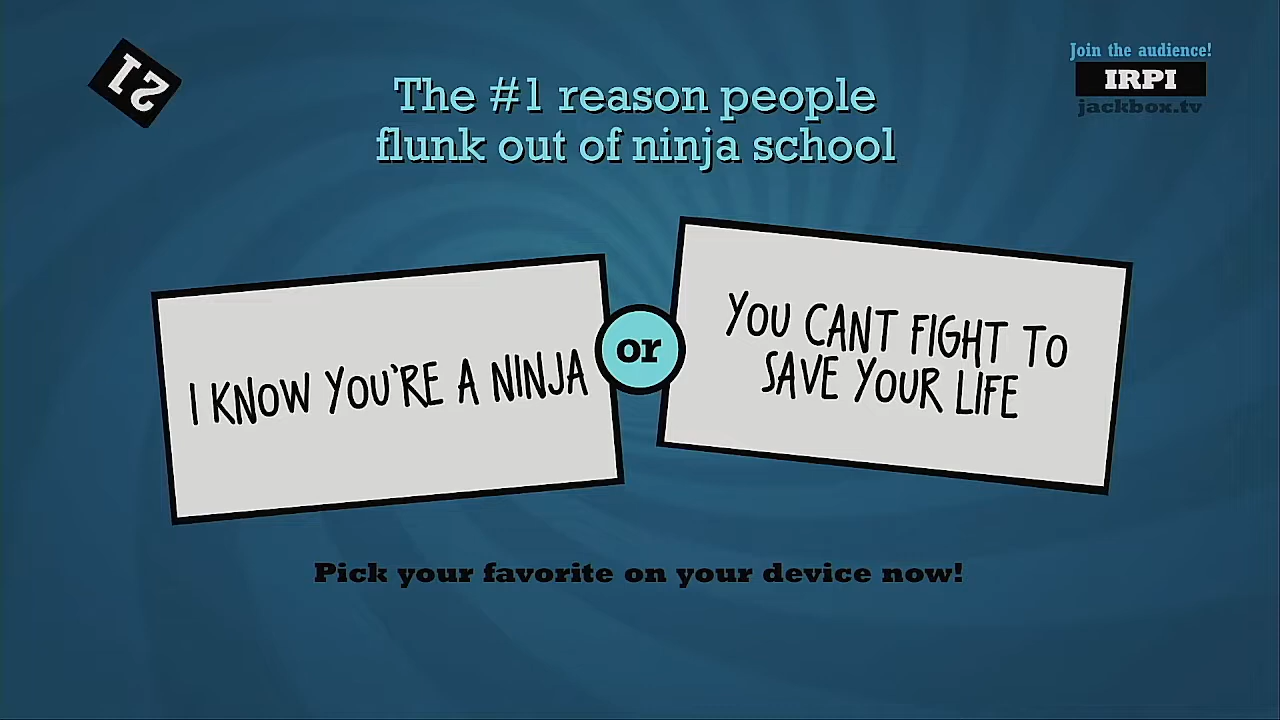 21
Join the audience!
IRPI
jackbox.tv
The #1 reason people
flunk out of ninja school
I KNOW YOU'RE A NINJA
or
YOU CANT FIGHT TO
SAVE YOUR LIFE
Pick your favorite on your device now!